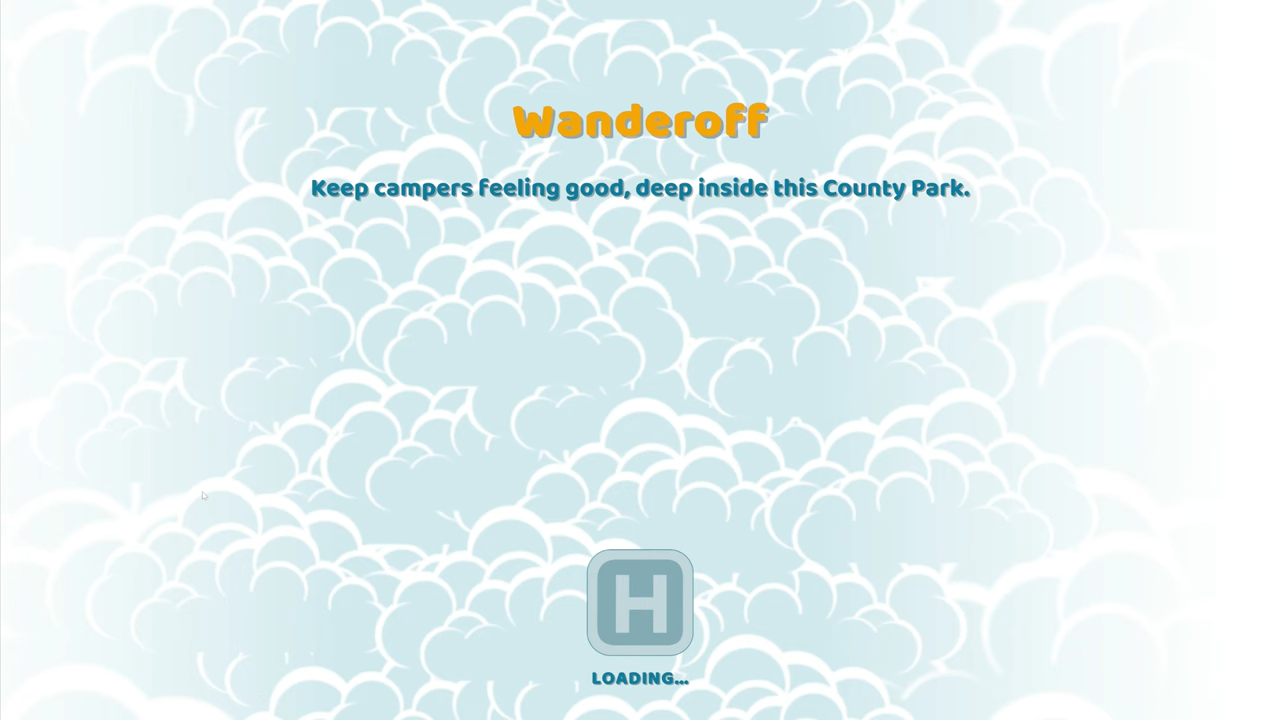 Wanderoff
Keep campers feeling good, deep inside this County Park.
H
LOADING...